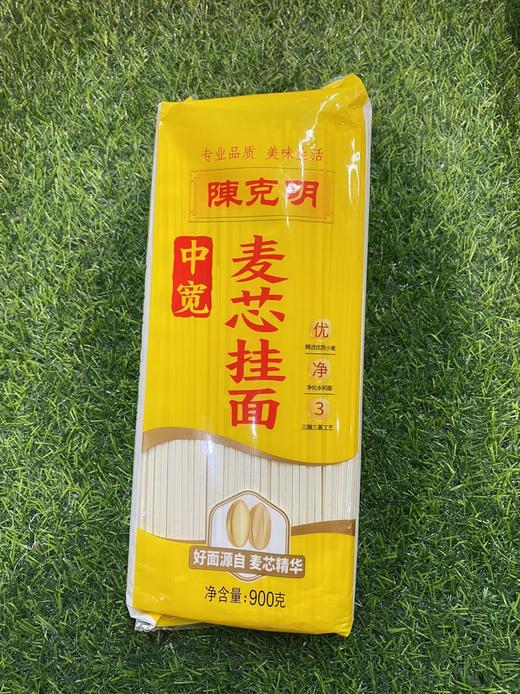 专业品质 美味生活
陳克明
中宽
麦芯挂面
优
精选优质小麦
净
净化水和面
3
三醒三蒸工艺
好面源自 麦芯精华
净含量:900克